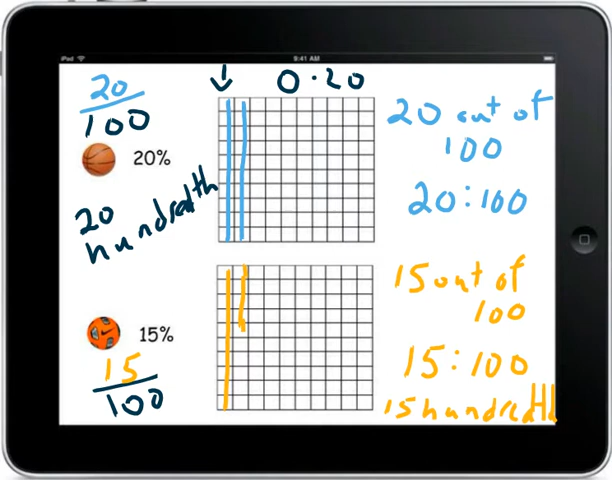 iPad
9:41 AM
20
100
0.20
20%
20
hundredth
20 out of
100
20:100
15%
15
100
15 out of
100
15:100
15 hundredth